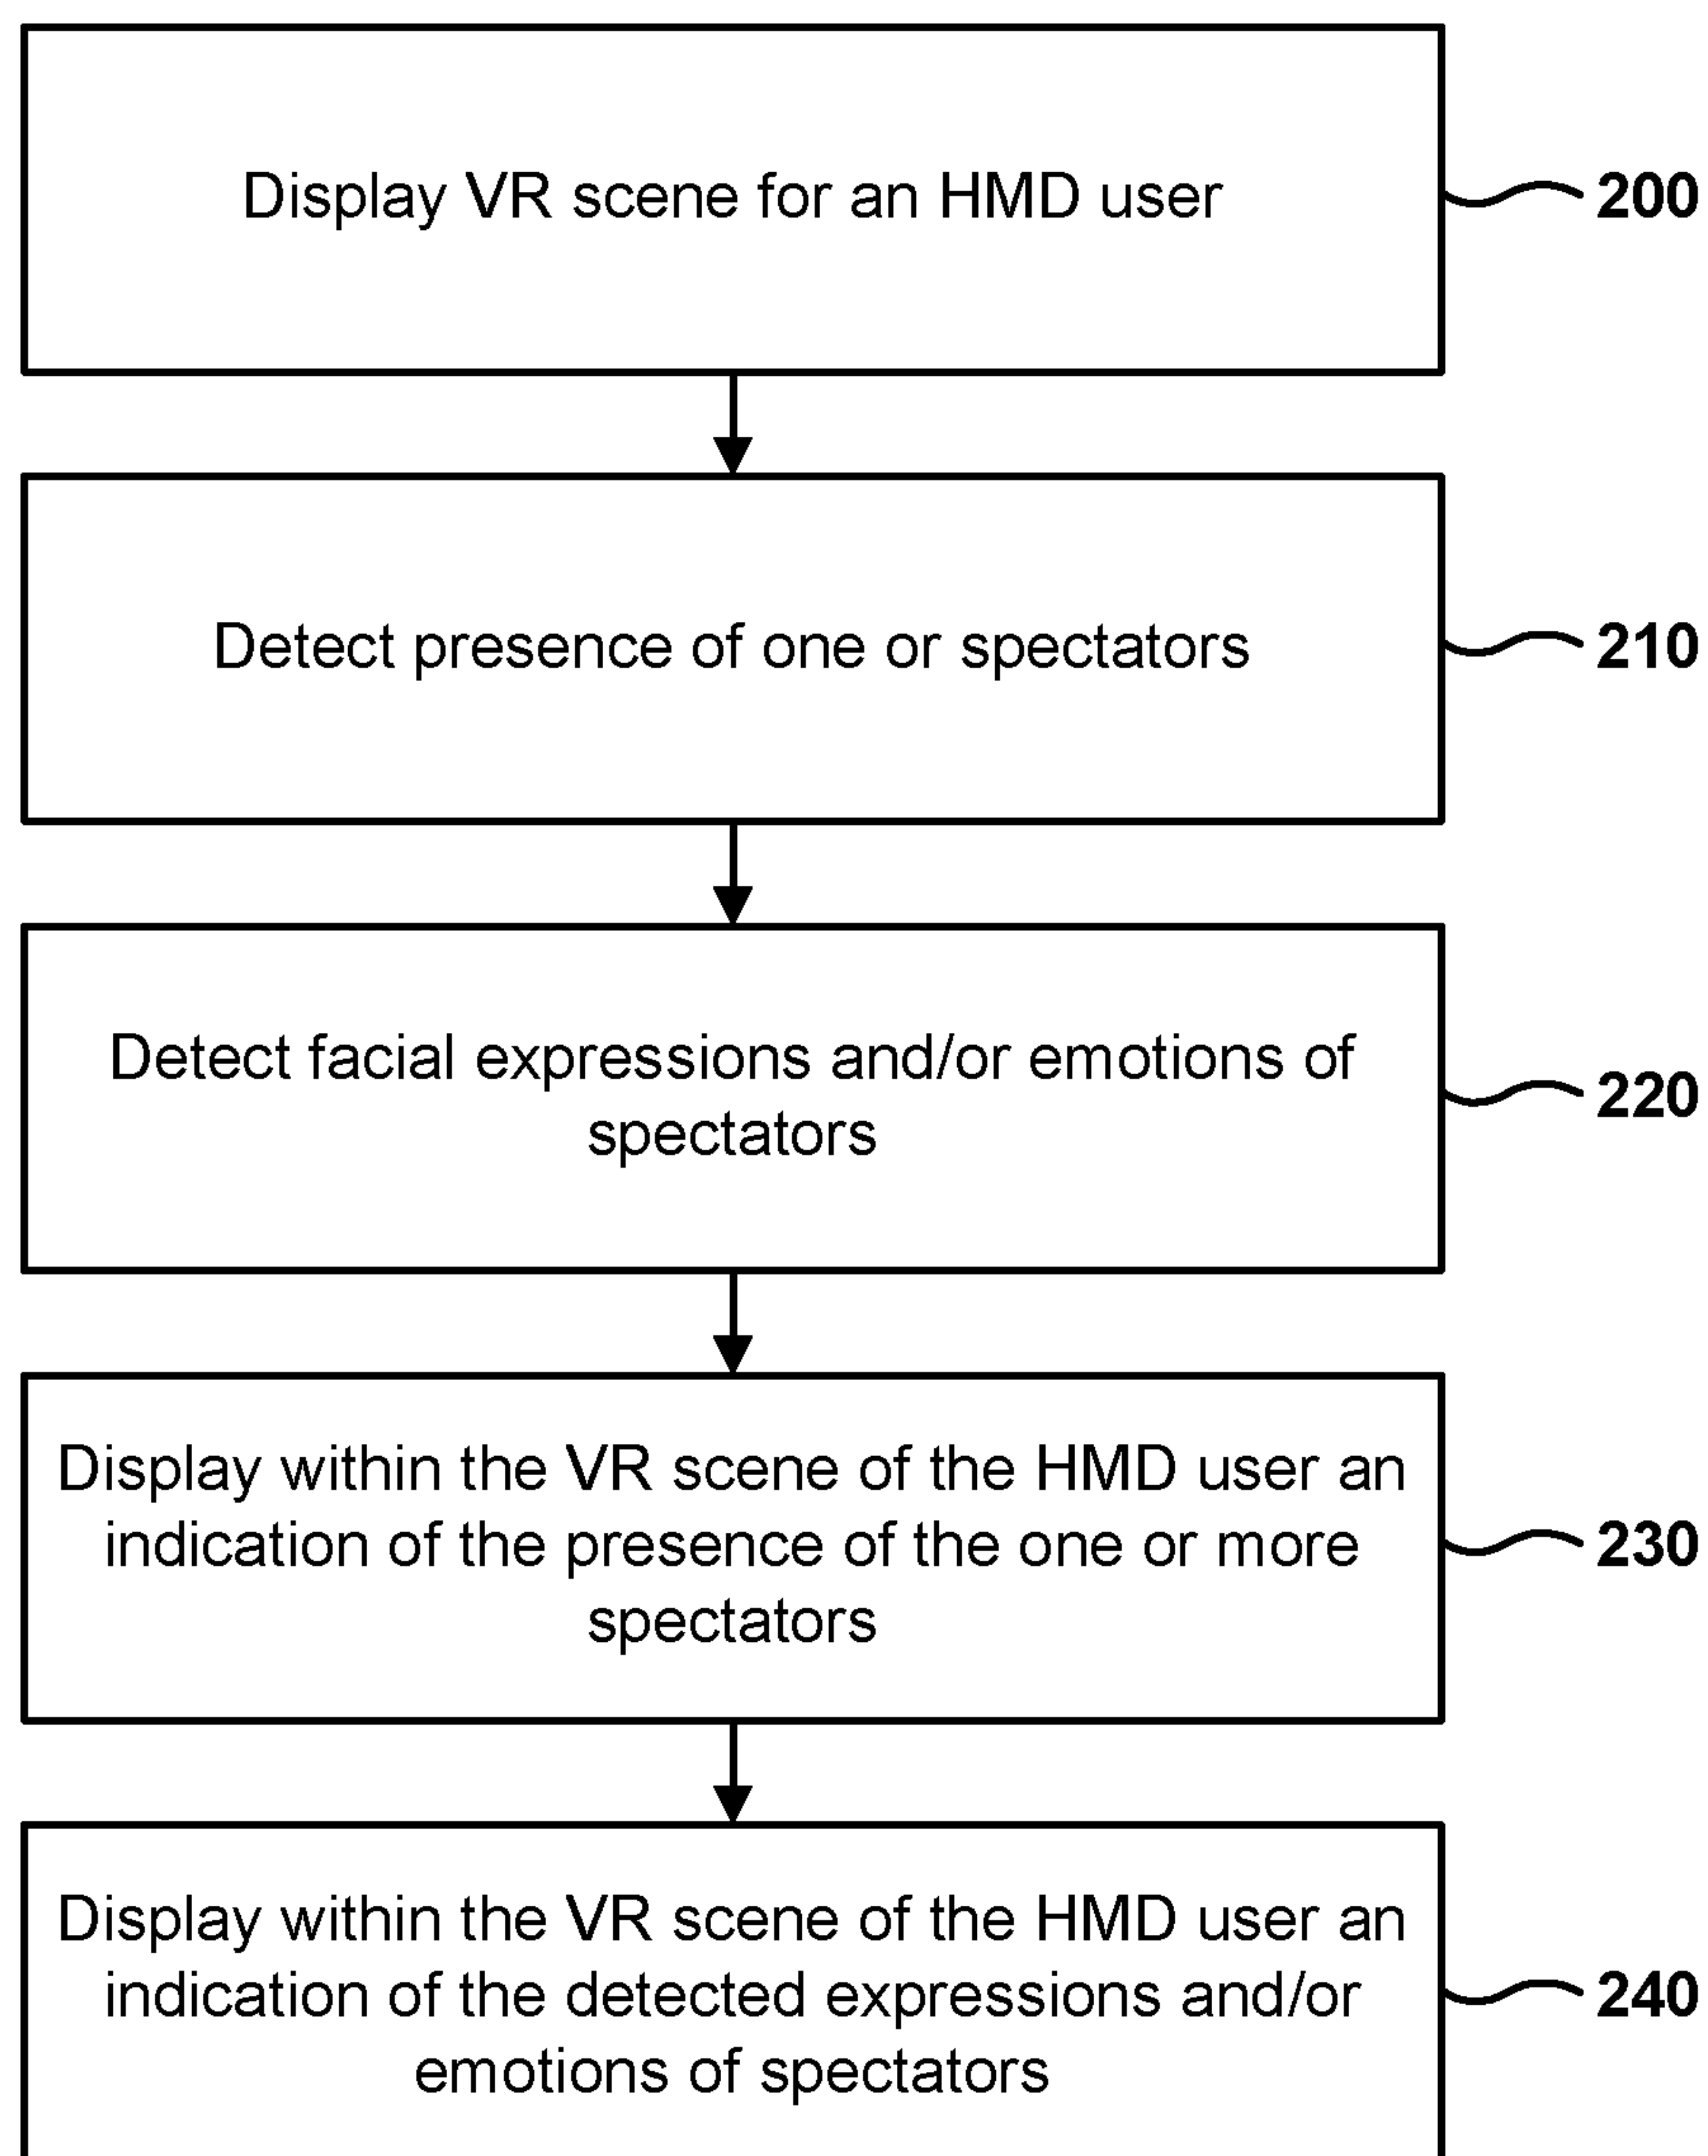 Display VR scene for an HMD user
200
Detect presence of one or spectators
210
Detect facial expressions and/or emotions of
spectators
220
Display within the VR scene of the HMD user an
indication of the presence of the one or more
spectators
230
Display within the VR scene of the HMD user an
indication of the detected expressions and/or
emotions of spectators
240